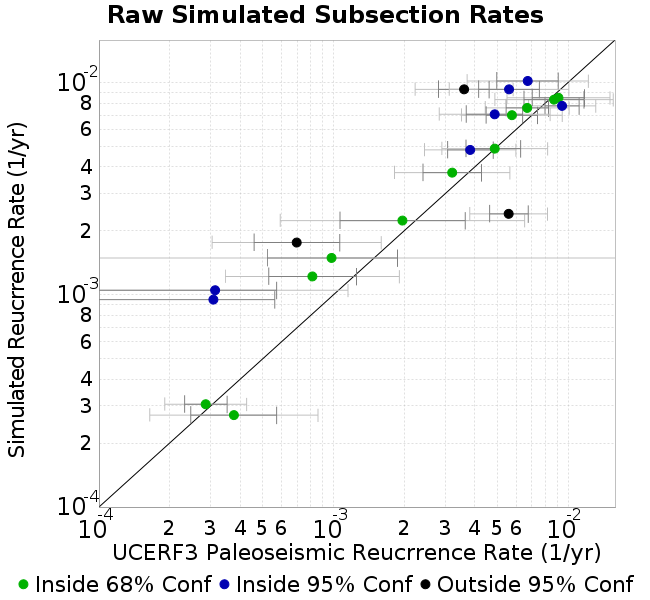 Raw Simulated Subsection Rates
Simulated Reucrrence Rate (1/yr)
10^-2
8
6
4
3
2
10^-3
8
6
4
3
2
10^-4
10^-4 2 3 4 5 6 10^-3 2 3 4 5 6 10^-2
UCERF3 Paleoseismic Reucrrence Rate (1/yr)
Inside 68% Conf Inside 95% Conf Outside 95% Conf